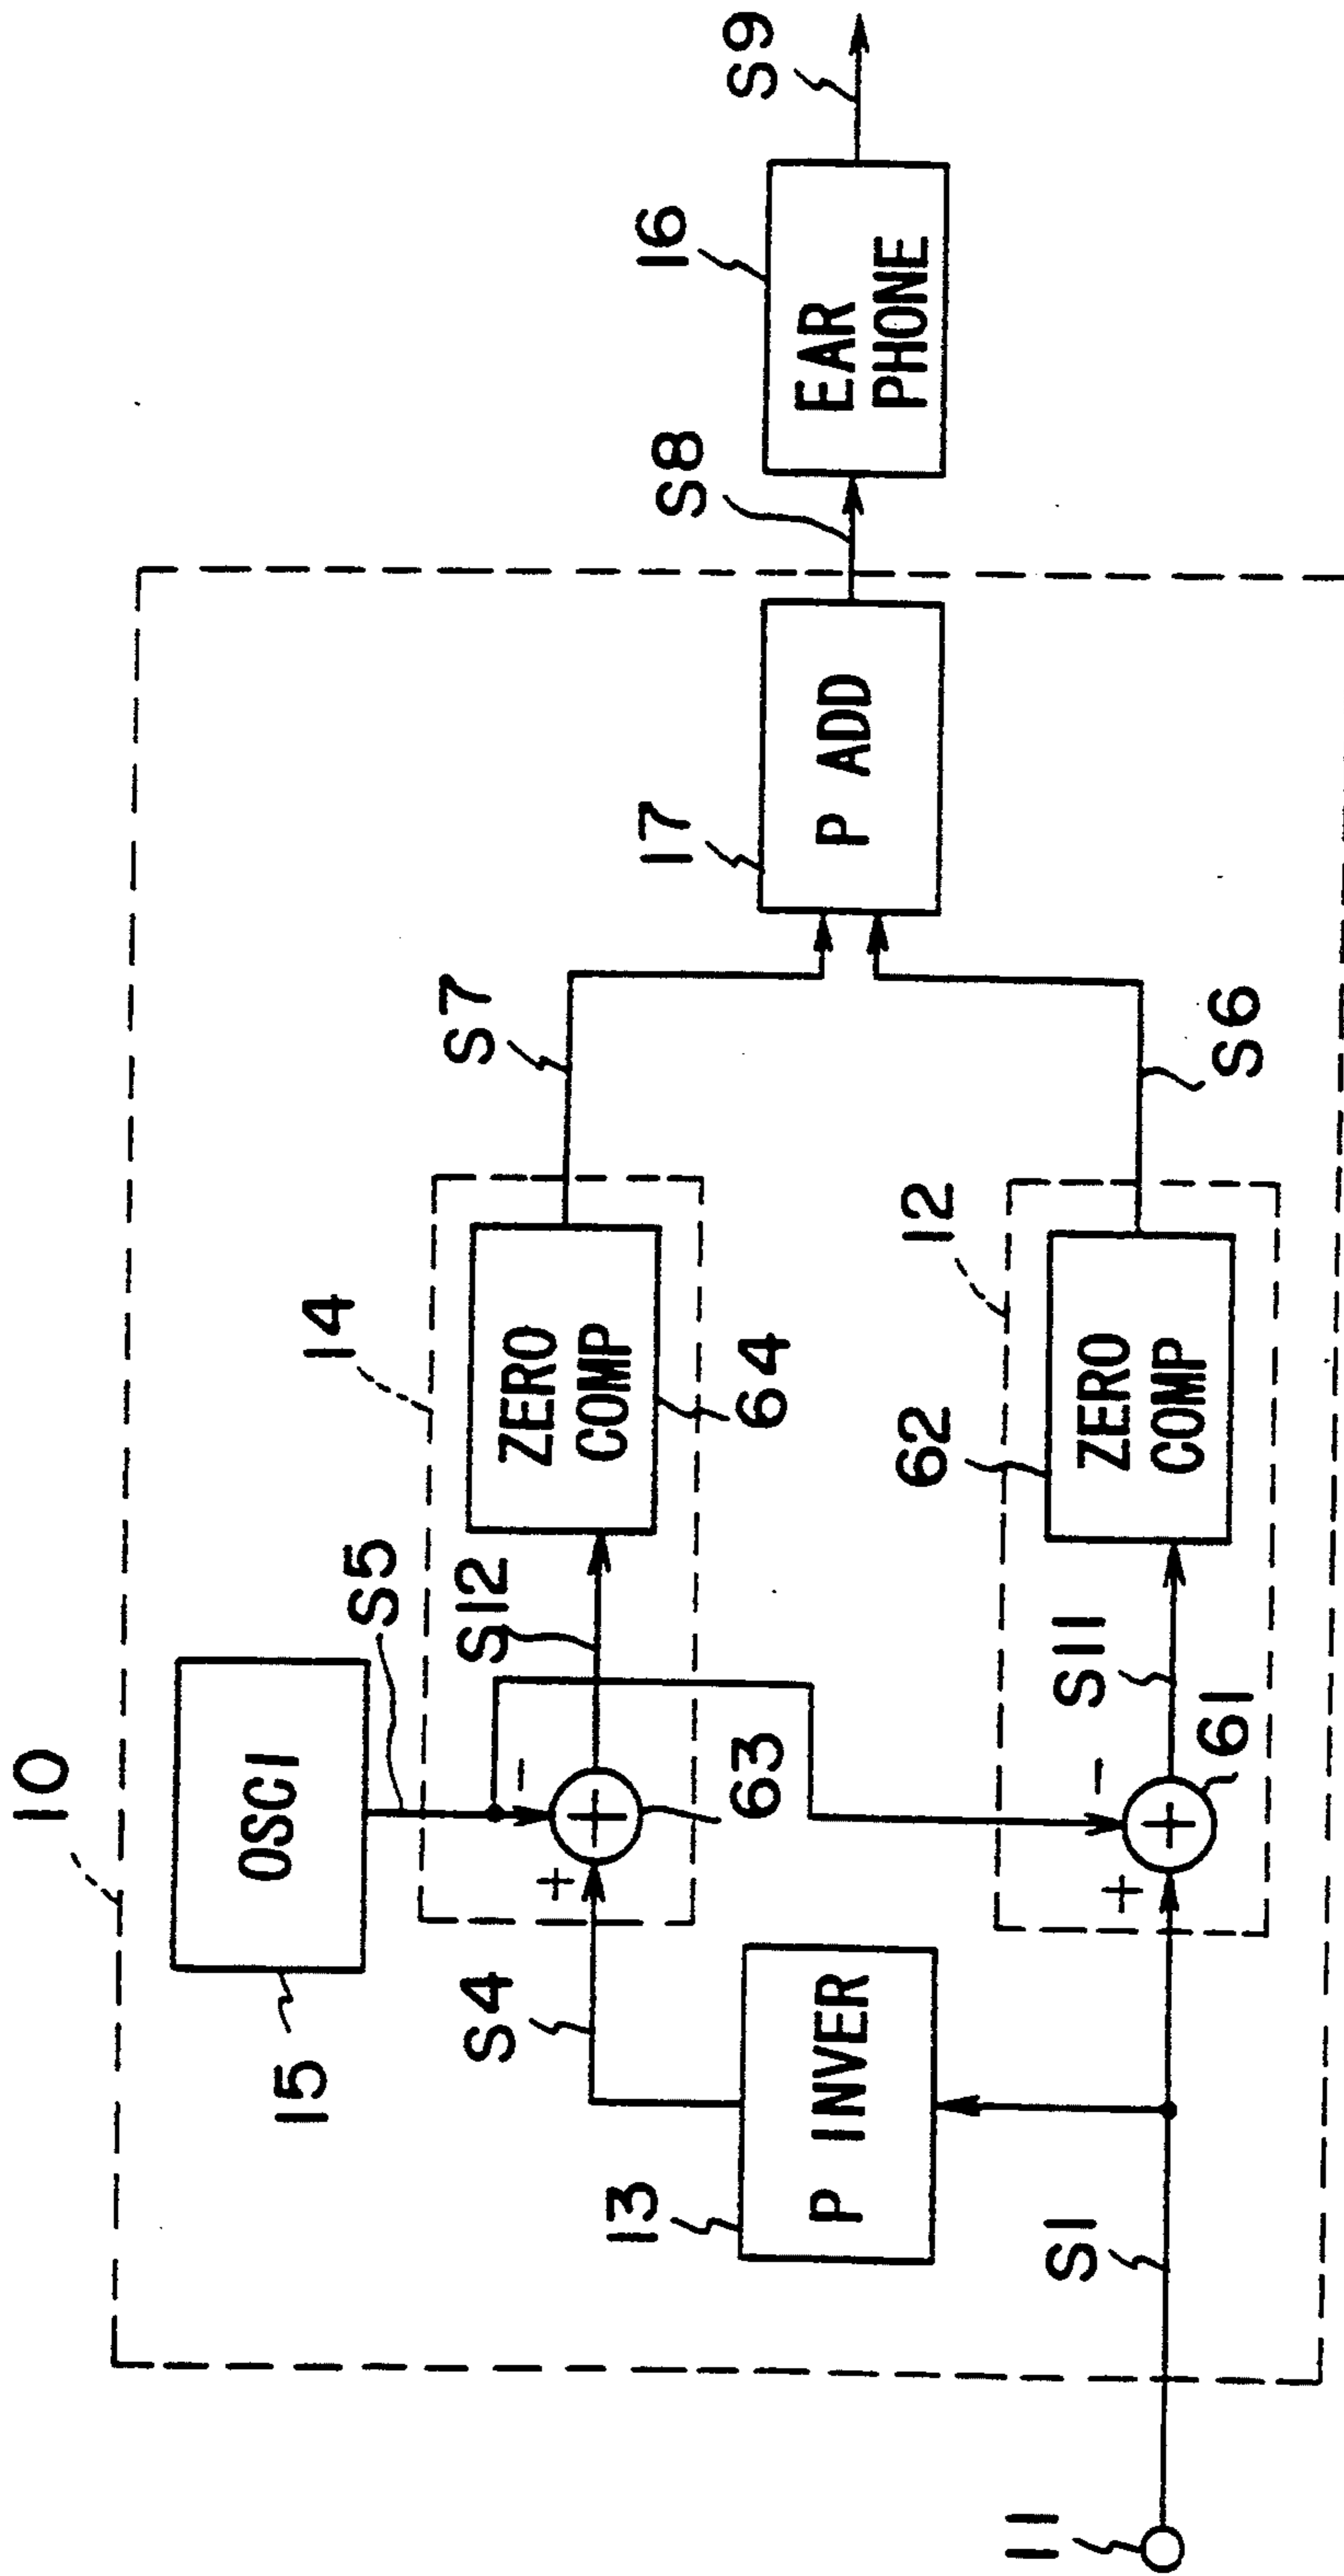 10
15
OSCI
S5
14
S12
ZERO
COMP
64
S7
63
+
-
S4
13
P INVER
17
P ADD
S8
16
EAR
PHONE
S9
12
62
ZERO
COMP
S6
S11
61
+
-
S1
11